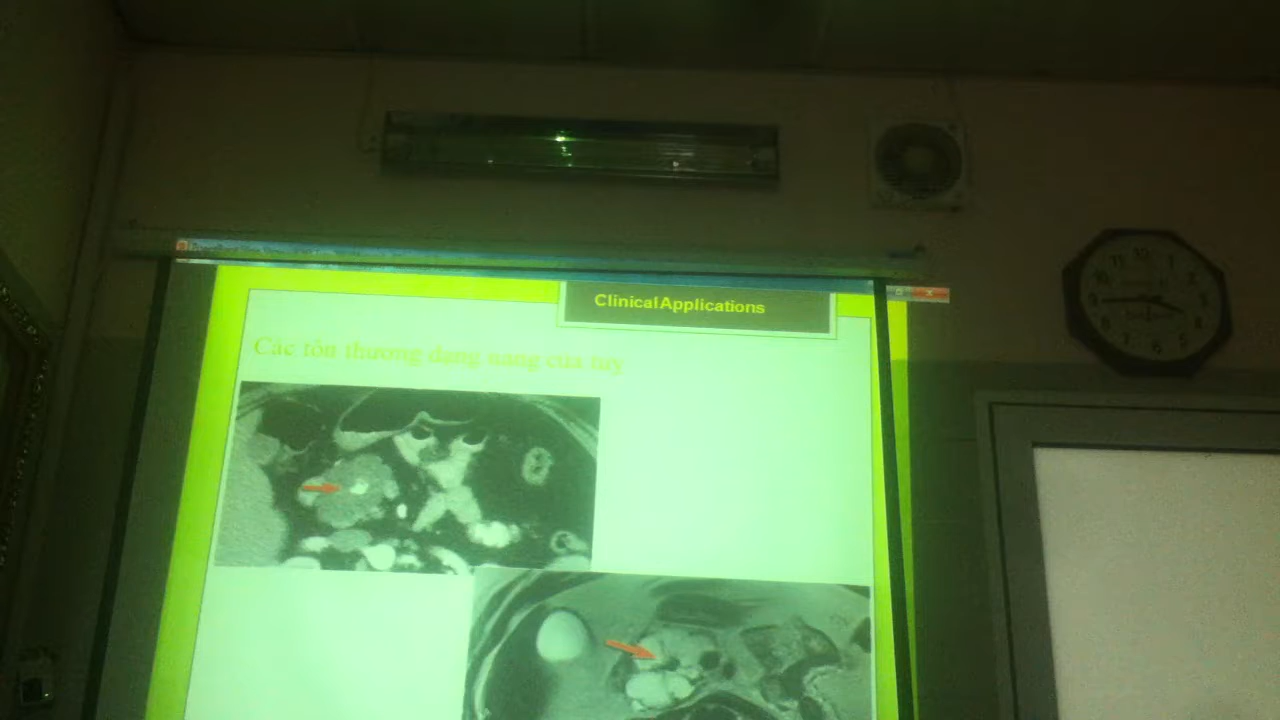 Clinical Applications
Các tổn thương dạng nang của tụy